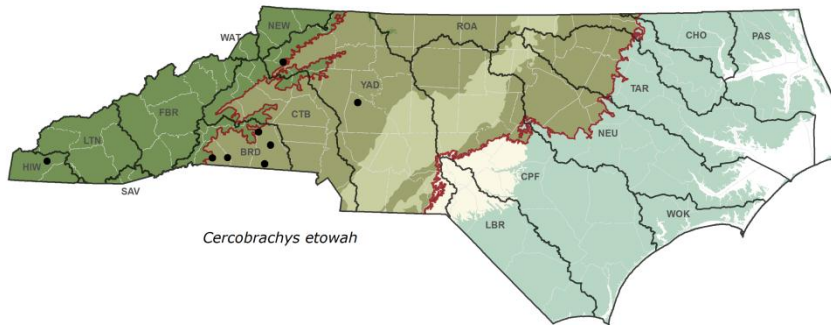 NEW
ROA
WAT
CHO
PAS
YAD
TAR
FBR
CTB
LTN
NEU
BRD
HIW
CPF
SAV
WOK
LBR
Cercobrachys etowah